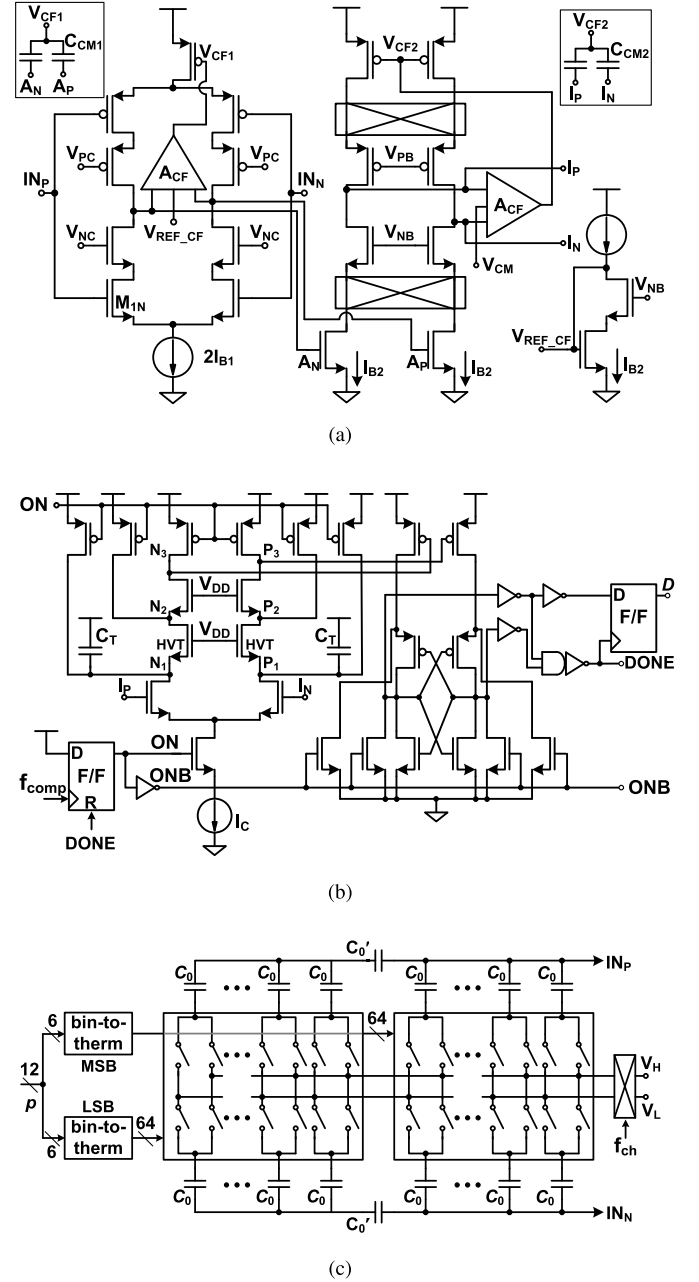 V_CF1
C_CM1
A_N A_P
V_CF1
V_CF2
V_CF2
C_CM2
I_P I_N
V_PC
A_CF
V_PC
IN_P
IN_N
V_NC
V_REF_CF
V_NC
M_1N
2I_B1
V_PB
I_P
A_CF
V_NB
I_N
V_CM
A_N
I_B2
A_P
I_B2
V_NB
V_REF_CF
I_B2
(a)
ON
N_3 P_3
V_DD
N_2 P_2
C_T
HVT
V_DD
HVT
C_T
N_1 P_1
I_P
I_N
D
F/F
R
f_comp
DONE
ON
ONB
I_C
D
F/F
D
DONE
ONB
(b)
C_0'
IN_P
C_0 C_0 C_0 C_0 C_0 C_0
6
bin-to-
therm
MSB
64
12
p
LSB
bin-to-
therm
6
64
V_H
V_L
f_ch
C_0 C_0 C_0 C_0 C_0 C_0
C_0'
IN_N
(c)